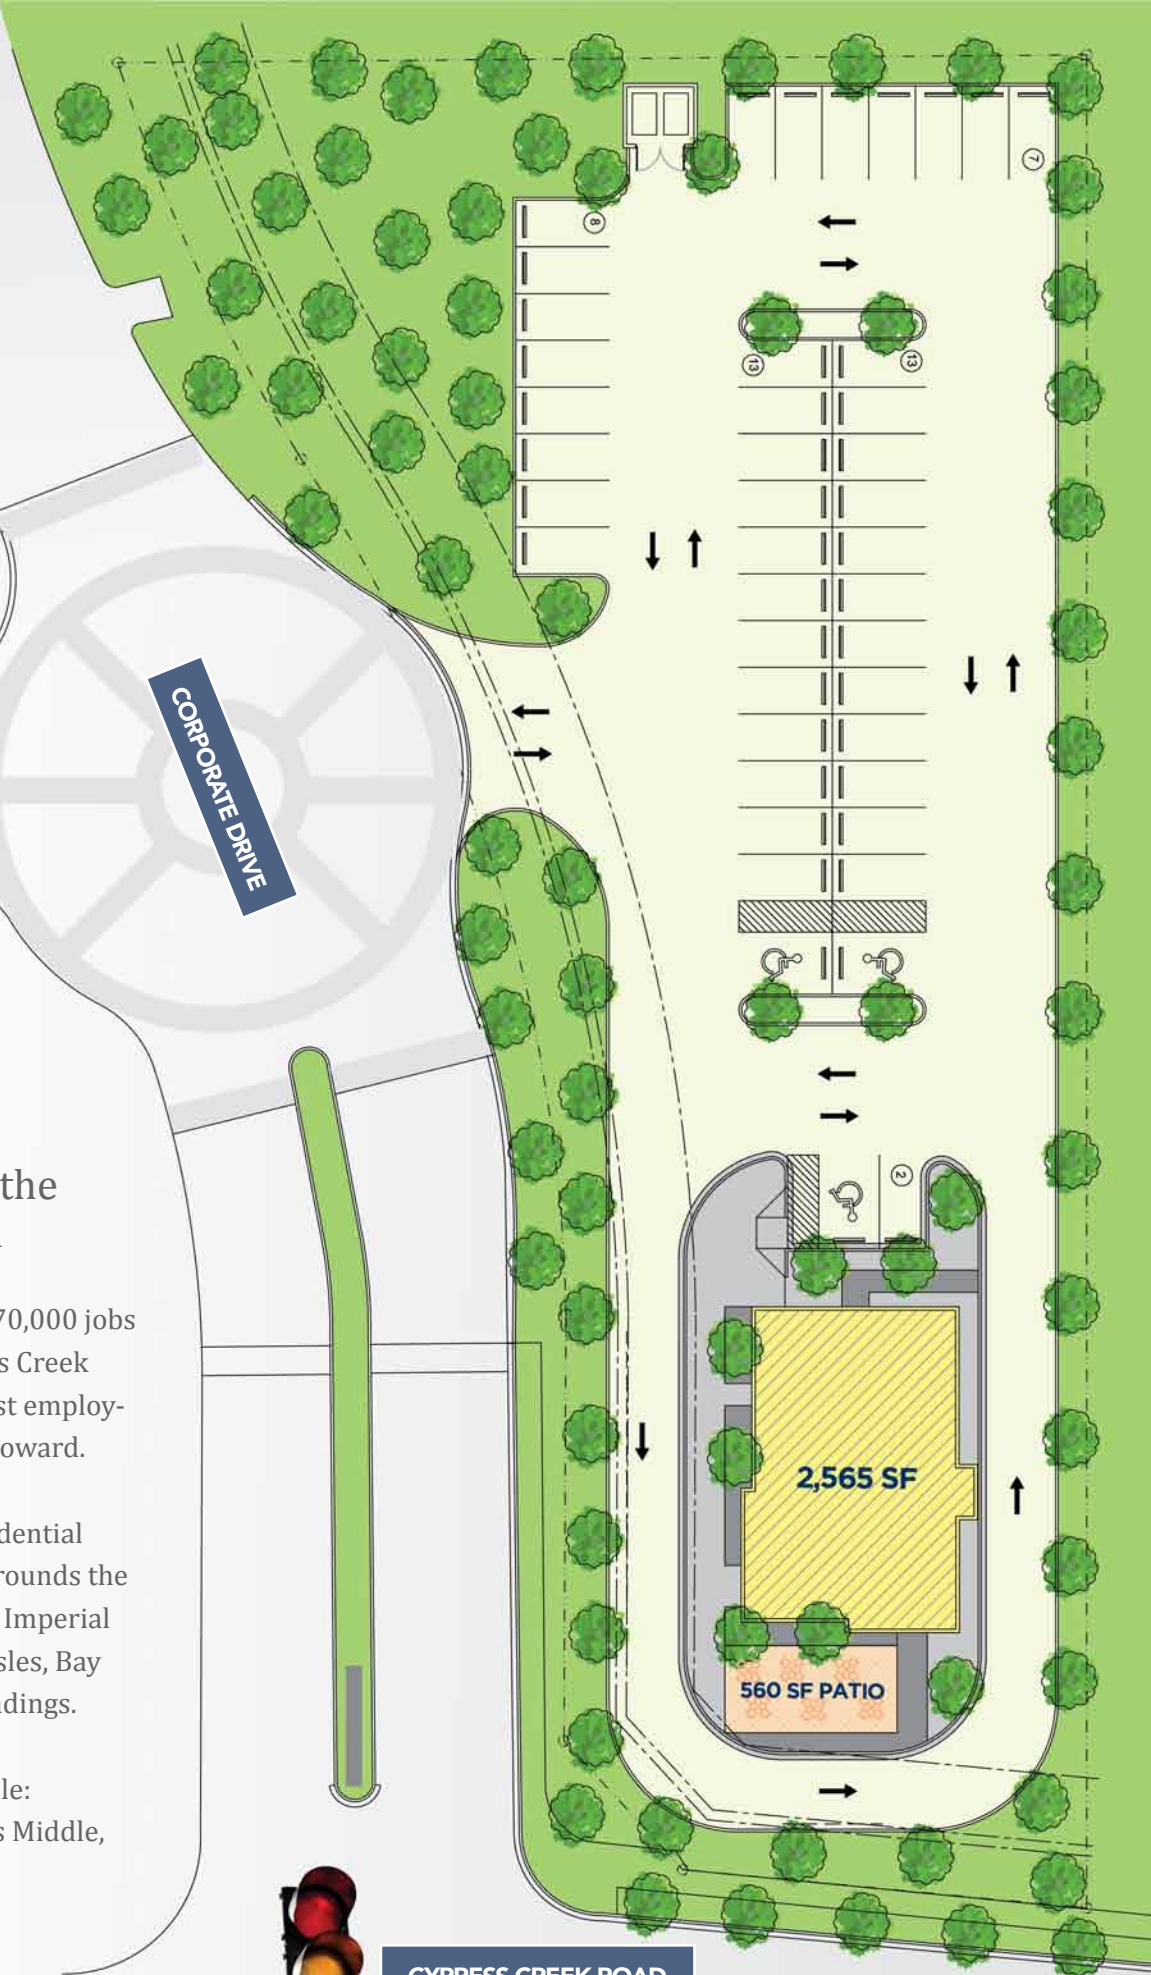 7
8
13
13
CORPORATE DRIVE
2
the
70,000 jobs
s Creek
st employ-
oward.
dential
rounds the
Imperial
sles, Bay
ndings.
le:
s Middle,
2,565 SF
560 SF PATIO
CYPRESS CREEK ROAD